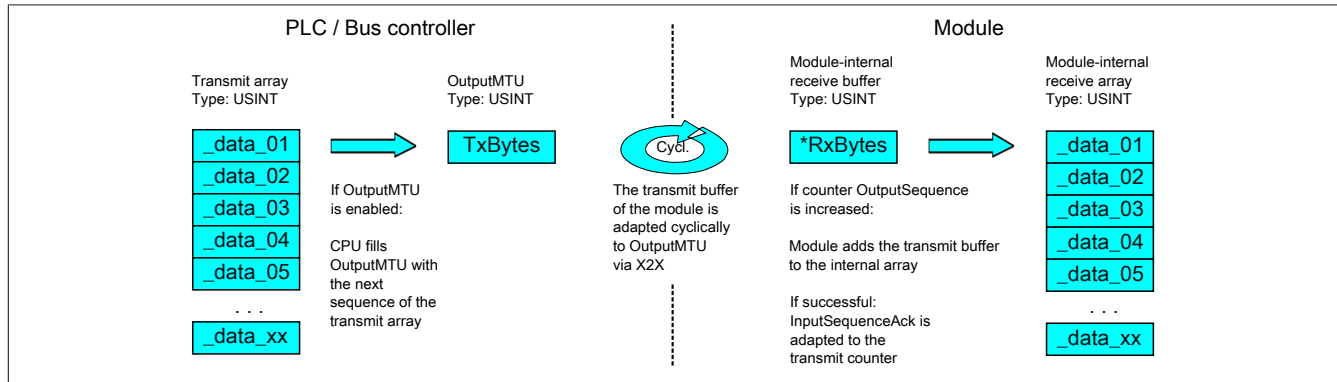 PLC / Bus controller
Module
Transmit array
Type: USINT
OutputMTU
Type: USINT
Module-internal
receive buffer
Type: USINT
Module-internal
receive array
Type: USINT
_data_01
_data_02
_data_03
_data_04
_data_05
. . .
_data_xx
TxBytes
If OutputMTU
is enabled:
CPU fills
OutputMTU with
the next
sequence of the
transmit array
Cycl.
The transmit buffer
of the module is
adapted cyclically
to OutputMTU
via X2X
*RxBytes
If counter OutputSequence
is increased:
Module adds the transmit buffer
to the internal array
If successful:
InputSequenceAck is
adapted to the
transmit counter
_data_01
_data_02
_data_03
_data_04
_data_05
. . .
_data_xx